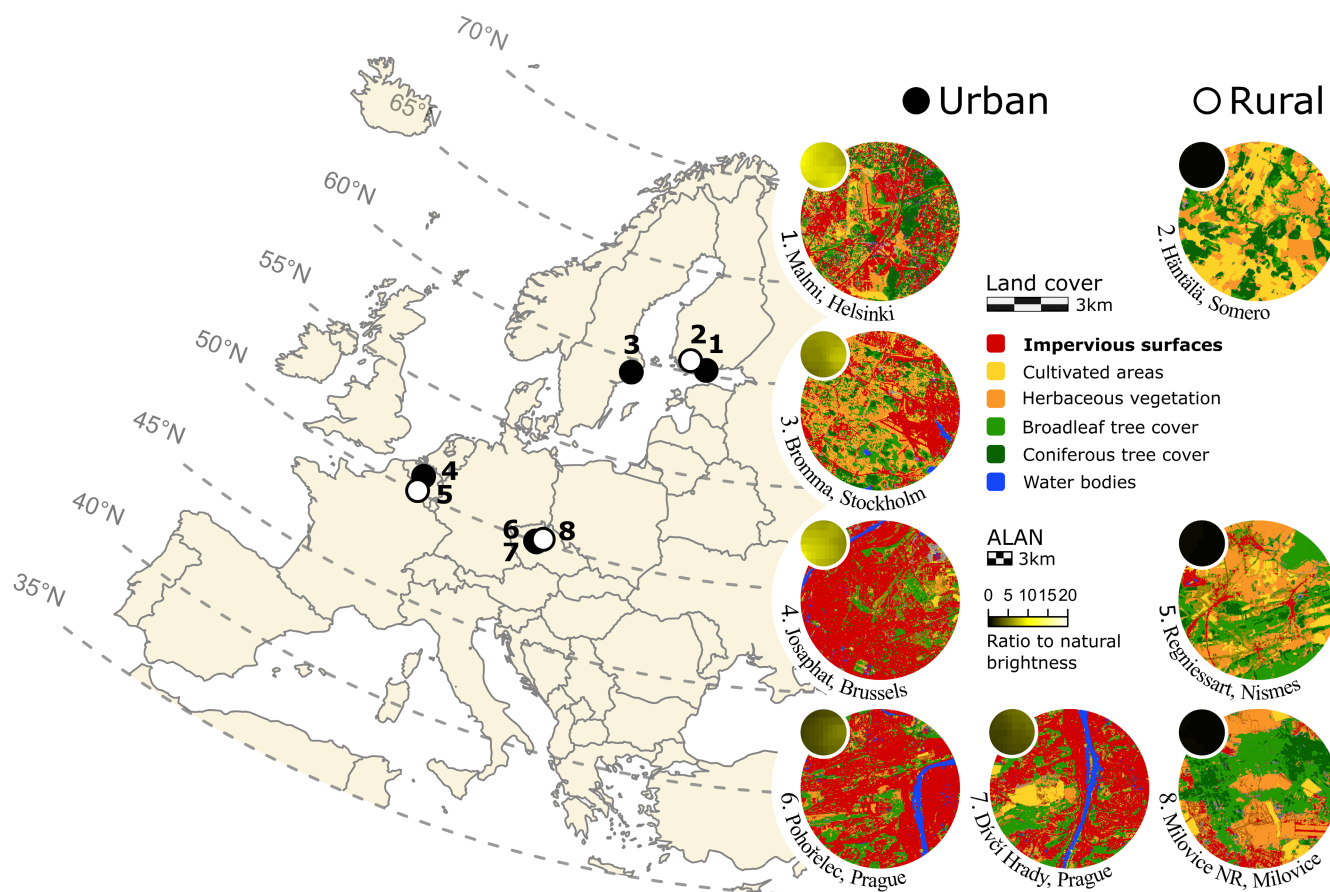 70°N
65°N
60°N
55°N
50°N
45°N
40°N
35°N
1
2
3
4
5
6
7
8
Urban
Rural
1. Malmi, Helsinki
2. Häntälä, Somero
Land cover
3km
Impervious surfaces
Cultivated areas
Herbaceous vegetation
Broadleaf tree cover
Coniferous tree cover
Water bodies
3. Bromma, Stockholm
ALAN
3km
0 5 10 15 20
Ratio to natural
brightness
4. Josaphat, Brussels
5. Regniessart, Nismes
6. Pohořelec, Prague
7. Dívčí Hrady, Prague
8. Milovice NR, Milovice